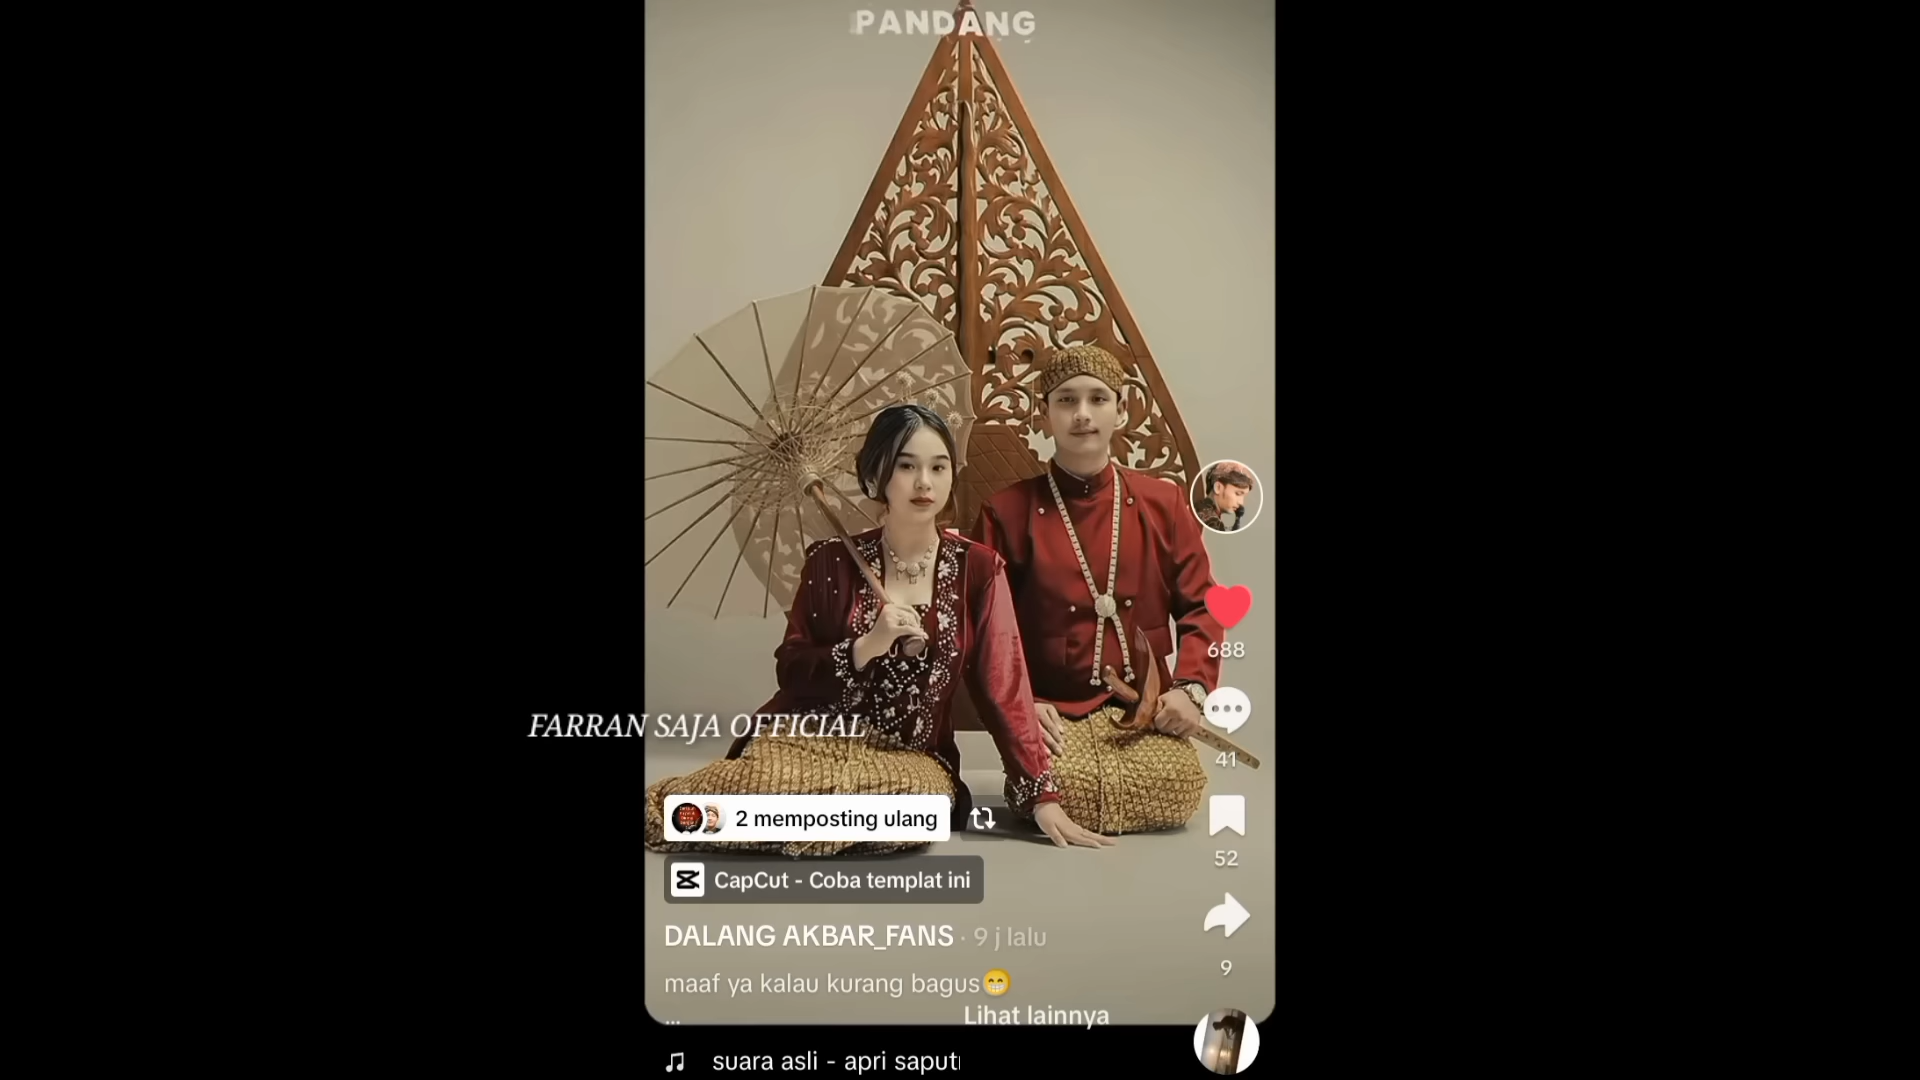 PANDANG
688
41
FARRAN SAJA OFFICIAL
2 memposting ulang
CapCut - Coba templat ini
52
DALANG AKBAR_FANS · 9 j lalu
maaf ya kalau kurang bagus😁
9
... Lihat lainnya
suara asli - apri saput